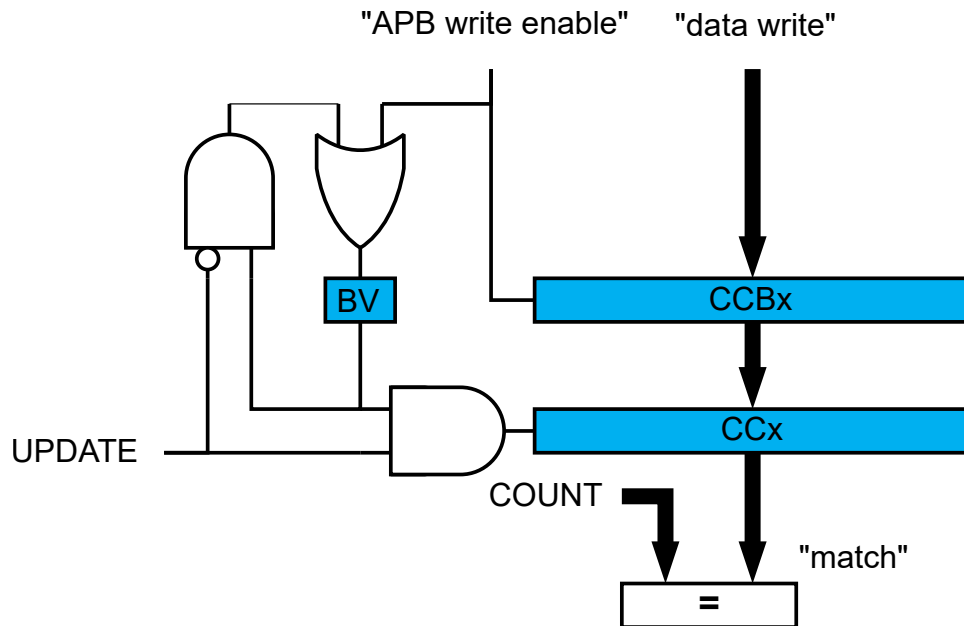 "APB write enable"
"data write"
BV
CCBx
CCx
UPDATE
COUNT
"match"
=